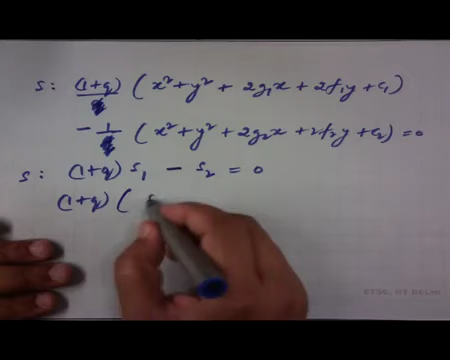 S: (1+q) ( x² + y² + 2g₁x + 2f₁y + c₁)
- 1 ( x² + y² + 2g₂x + 2f₂y + c₂) = 0
S: (1+q) S₁ - S₂ = 0
(1+q) (
ETSC, IIT DELHI